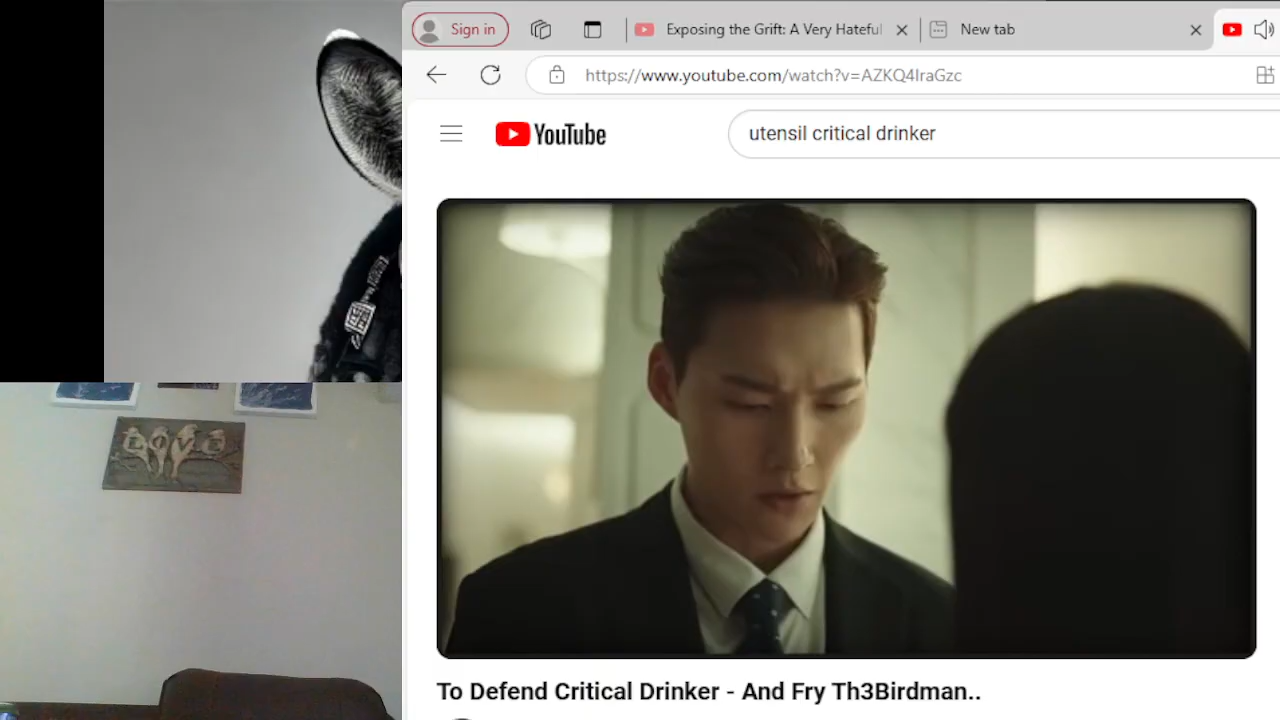 Sign in
Exposing the Grift: A Very Hateful
New tab
https://www.youtube.com/watch?v=AZKQ4IraGzc
YouTube
utensil critical drinker
LOVE
To Defend Critical Drinker - And Fry Th3Birdman..